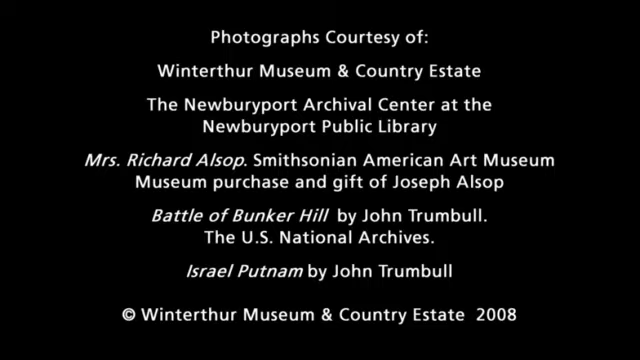 Photographs Courtesy of:
Winterthur Museum & Country Estate
The Newburyport Archival Center at the
Newburyport Public Library
Mrs. Richard Alsop. Smithsonian American Art Museum
Museum purchase and gift of Joseph Alsop
Battle of Bunker Hill by John Trumbull.
The U.S. National Archives.
Israel Putnam by John Trumbull
© Winterthur Museum & Country Estate 2008